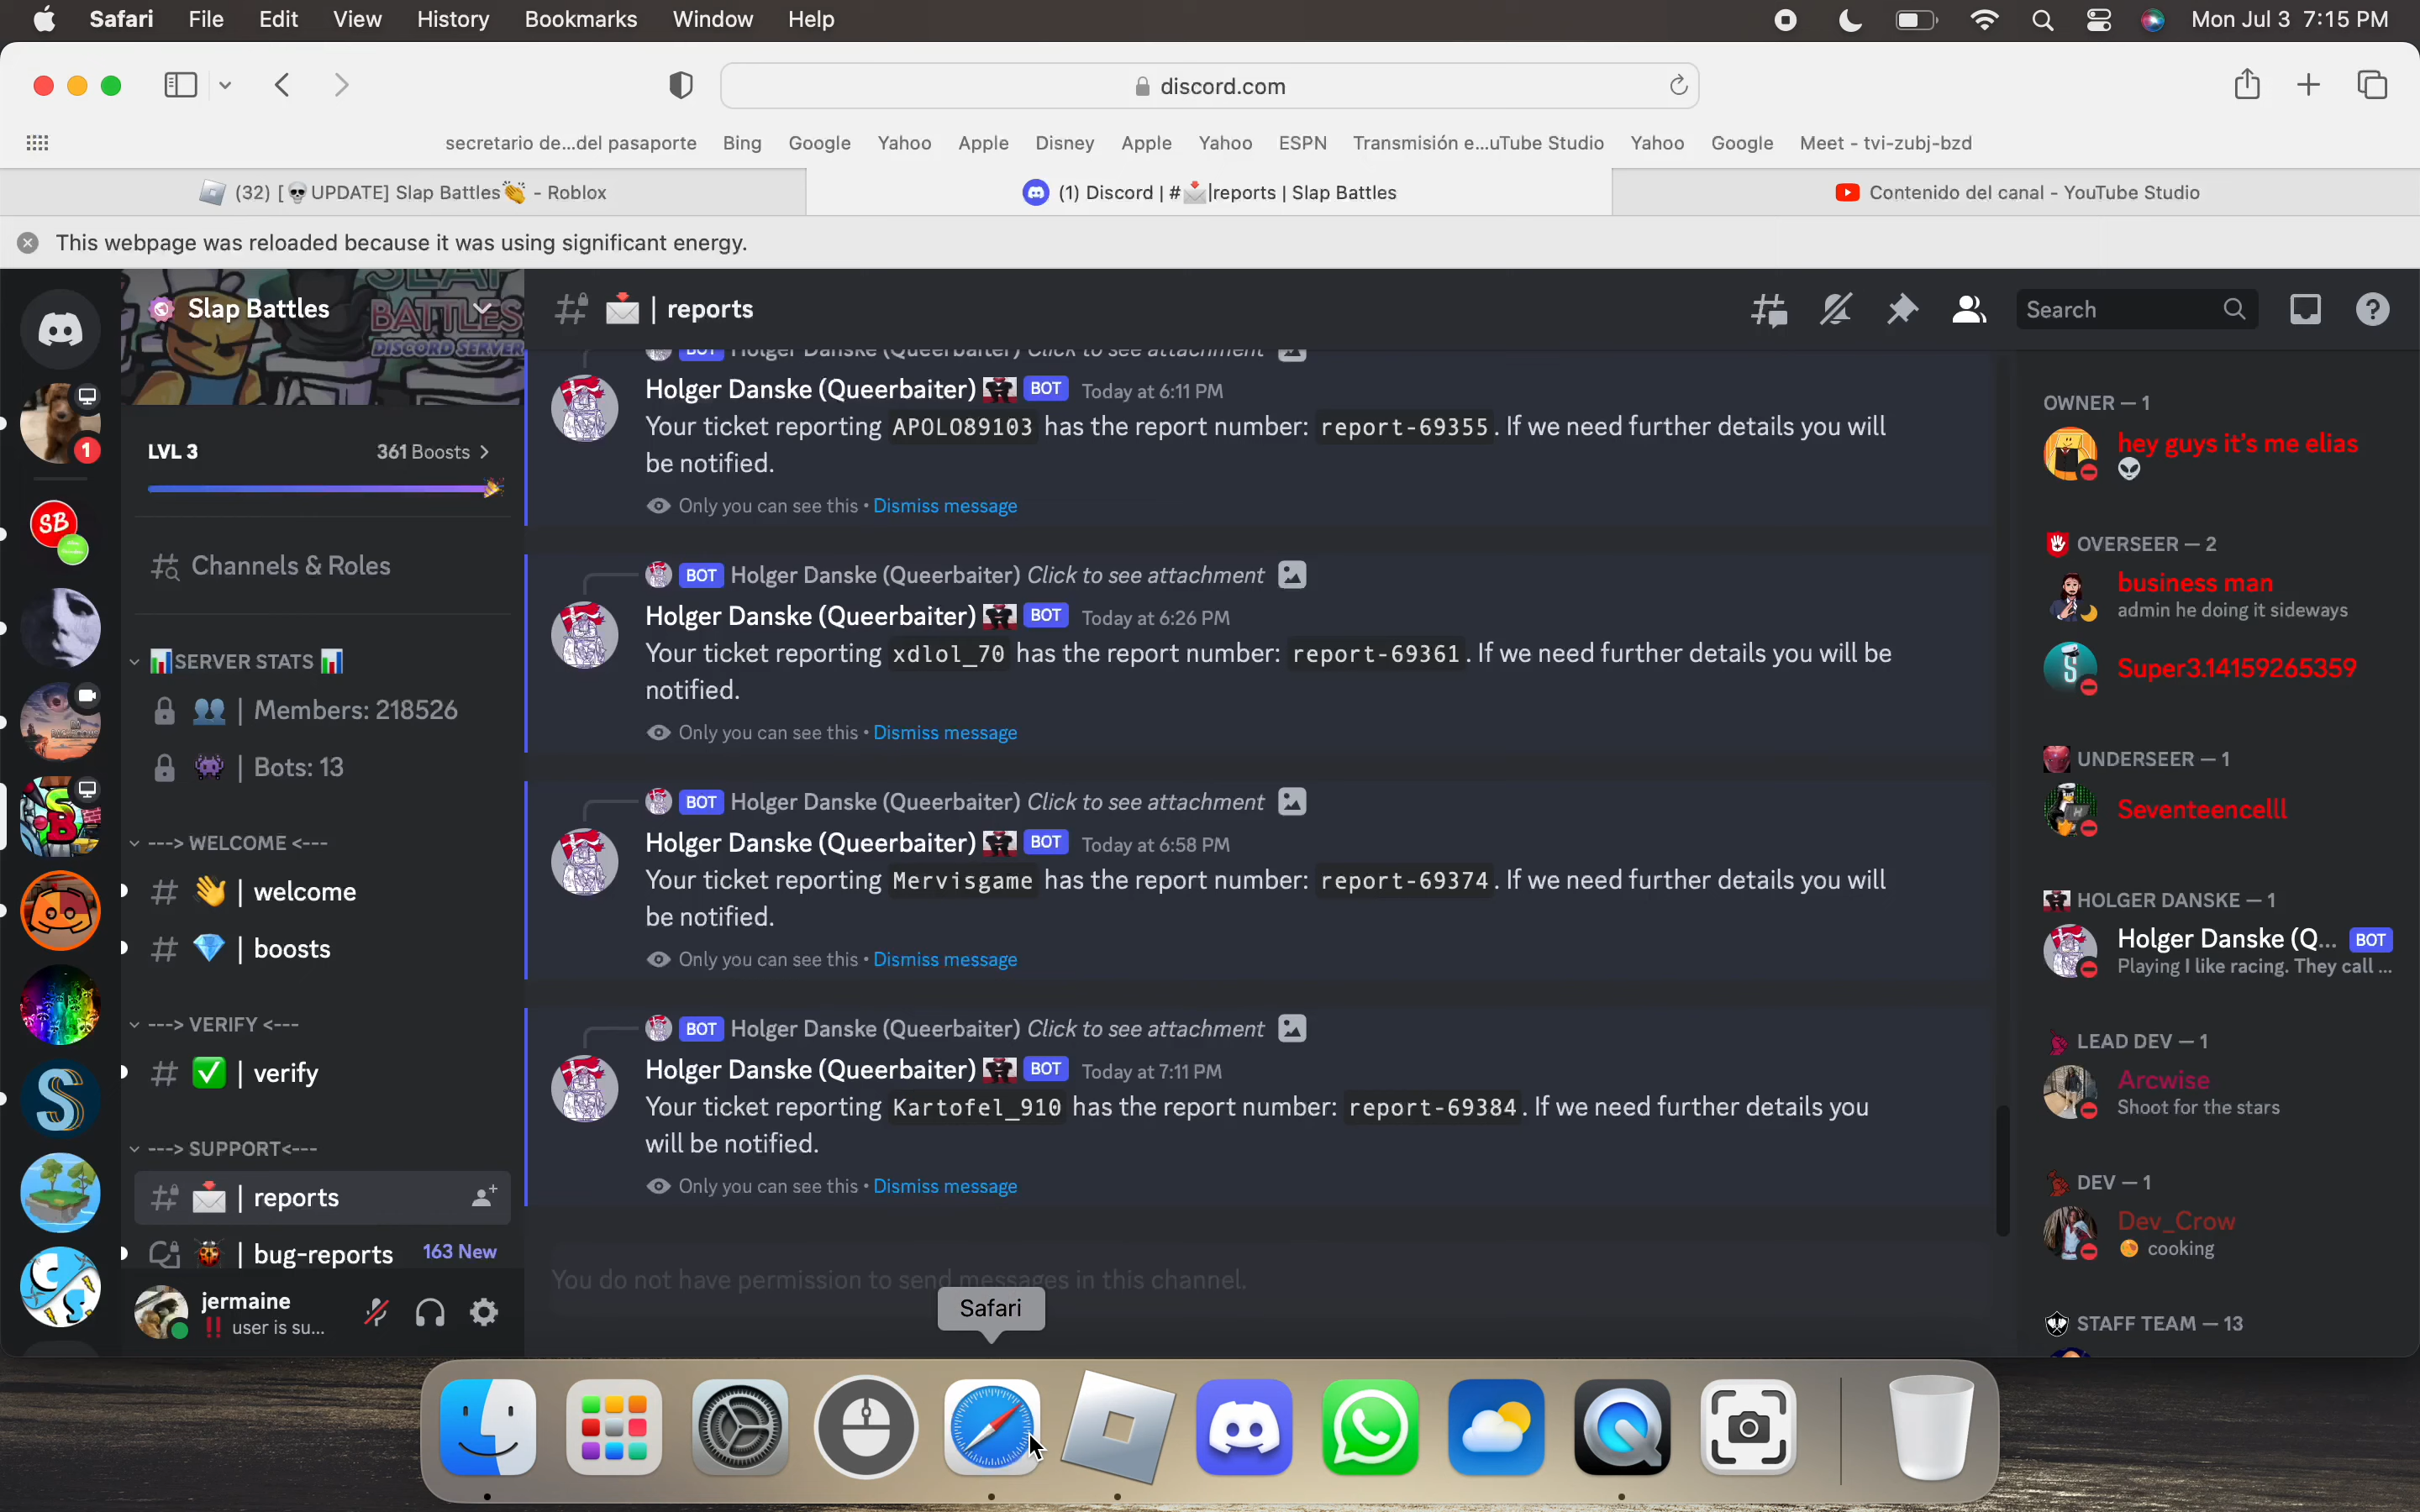 Safari File Edit View History Bookmarks Window Help Mon Jul 3 7:15 PM
discord.com
secretario de...del pasaporte Bing Google Yahoo Apple Disney Apple Yahoo ESPN Transmisión e...uTube Studio Yahoo Google Meet - tvi-zubj-bzd
(32) [💀UPDATE] Slap Battles👏 - Roblox
(1) Discord | #📩|reports | Slap Battles
Contenido del canal - YouTube Studio
This webpage was reloaded because it was using significant energy.
1
SB
Slap Battles
BATTLES
DISCORD SERVER
LVL 3 361 Boosts >
Channels & Roles
📊SERVER STATS📊
👥 | Members: 218526
👾 | Bots: 13
---> WELCOME <---
# 👋 | welcome
# 💎 | boosts
---> VERIFY <---
# ✅ | verify
---> SUPPORT<---
📩 | reports
🐞 | bug-reports 163 New
jermaine
‼️ user is su...
📩 | reports
Search
BOT Holger Danske (Queerbaiter) Click to see attachment
Holger Danske (Queerbaiter) BOT Today at 6:11 PM
Your ticket reporting APOLO89103 has the report number: report-69355. If we need further details you will
be notified.
Only you can see this • Dismiss message
BOT Holger Danske (Queerbaiter) Click to see attachment
Holger Danske (Queerbaiter) BOT Today at 6:26 PM
Your ticket reporting xdlol_70 has the report number: report-69361. If we need further details you will be
notified.
Only you can see this • Dismiss message
BOT Holger Danske (Queerbaiter) Click to see attachment
Holger Danske (Queerbaiter) BOT Today at 6:58 PM
Your ticket reporting Mervisgame has the report number: report-69374. If we need further details you will
be notified.
Only you can see this • Dismiss message
BOT Holger Danske (Queerbaiter) Click to see attachment
Holger Danske (Queerbaiter) BOT Today at 7:11 PM
Your ticket reporting Kartofel_910 has the report number: report-69384. If we need further details you
will be notified.
Only you can see this • Dismiss message
You do not have permission to send messages in this channel.
Safari
OWNER — 1
hey guys it's me elias
👽
OVERSEER — 2
business man
admin he doing it sideways
Super3.14159265359
UNDERSEER — 1
Seventeencelll
HOLGER DANSKE — 1
Holger Danske (Q... BOT
Playing I like racing. They call ...
LEAD DEV — 1
Arcwise
Shoot for the stars
DEV — 1
Dev_Crow
cooking
STAFF TEAM — 13